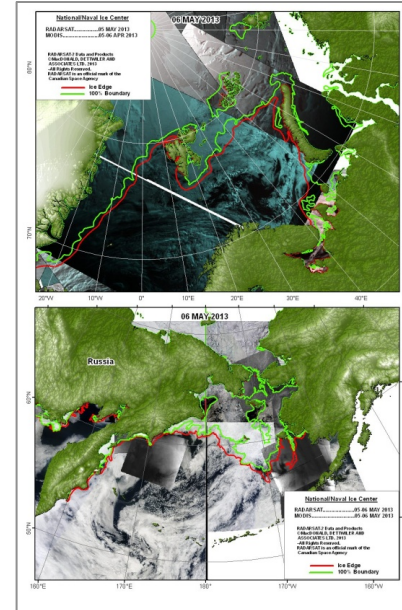 06 MAY 2013
National/Naval Ice Center
RADARSAT..............05 MAY 2013
MODIS..............05-06 APR 2013
RADARSAT-2 Data and Products
©MacDONALD, DETTWILER AND
ASSOCIATES LTD. 2013
-All Rights Reserved.
RADARSAT is an official mark of the
Canadian Space Agency
Ice Edge
100% Boundary
80°N
70°N
80°N
70°N
20°W 10°W 0° 10°E 20°E 30°E 40°E
06 MAY 2013
Russia
60°N
50°N
60°N
50°N
National/Naval Ice Center
RADARSAT..............05-06 MAY 2013
MODIS..............05-06 MAY 2013
RADARSAT-2 Data and Products
©MacDONALD, DETTWILER AND
ASSOCIATES LTD. 2013
-All Rights Reserved.
RADARSAT is an official mark of the
Canadian Space Agency
Ice Edge
100% Boundary
160°E 170°E 180° 170°W 160°W